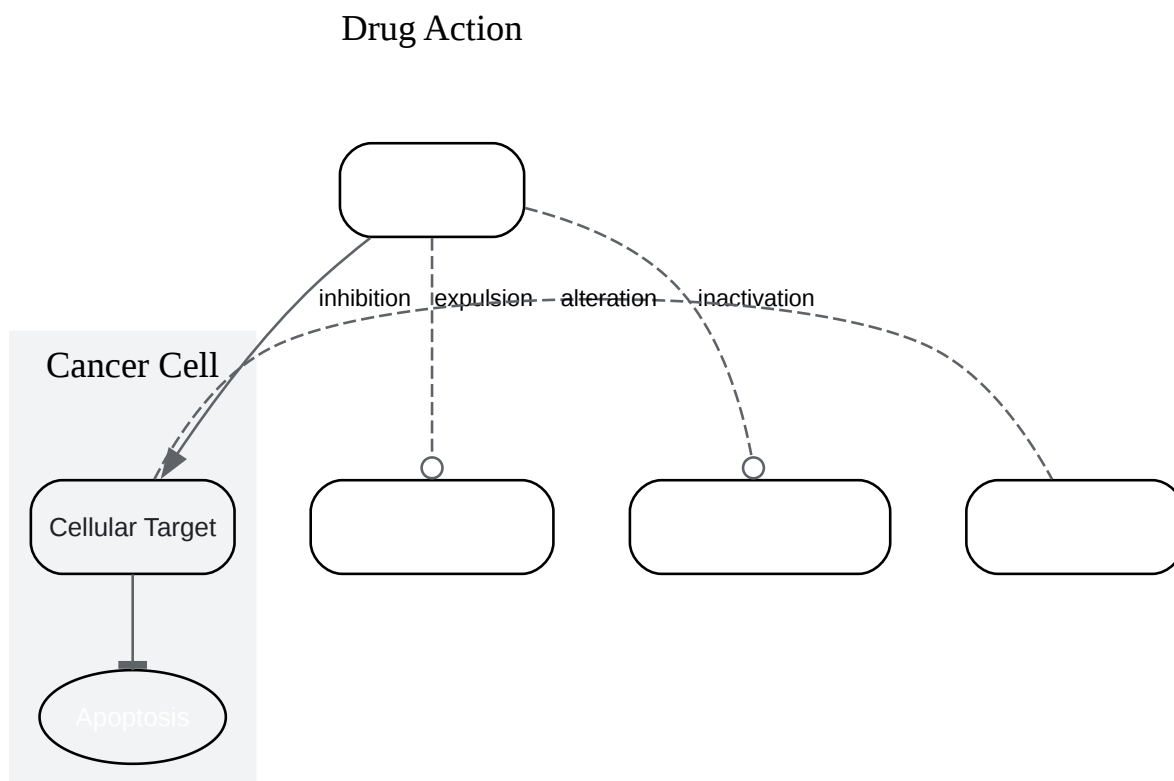 Drug Action
inhibition
expulsion
alteration
inactivation
Cancer Cell
Cellular Target
Apoptosis